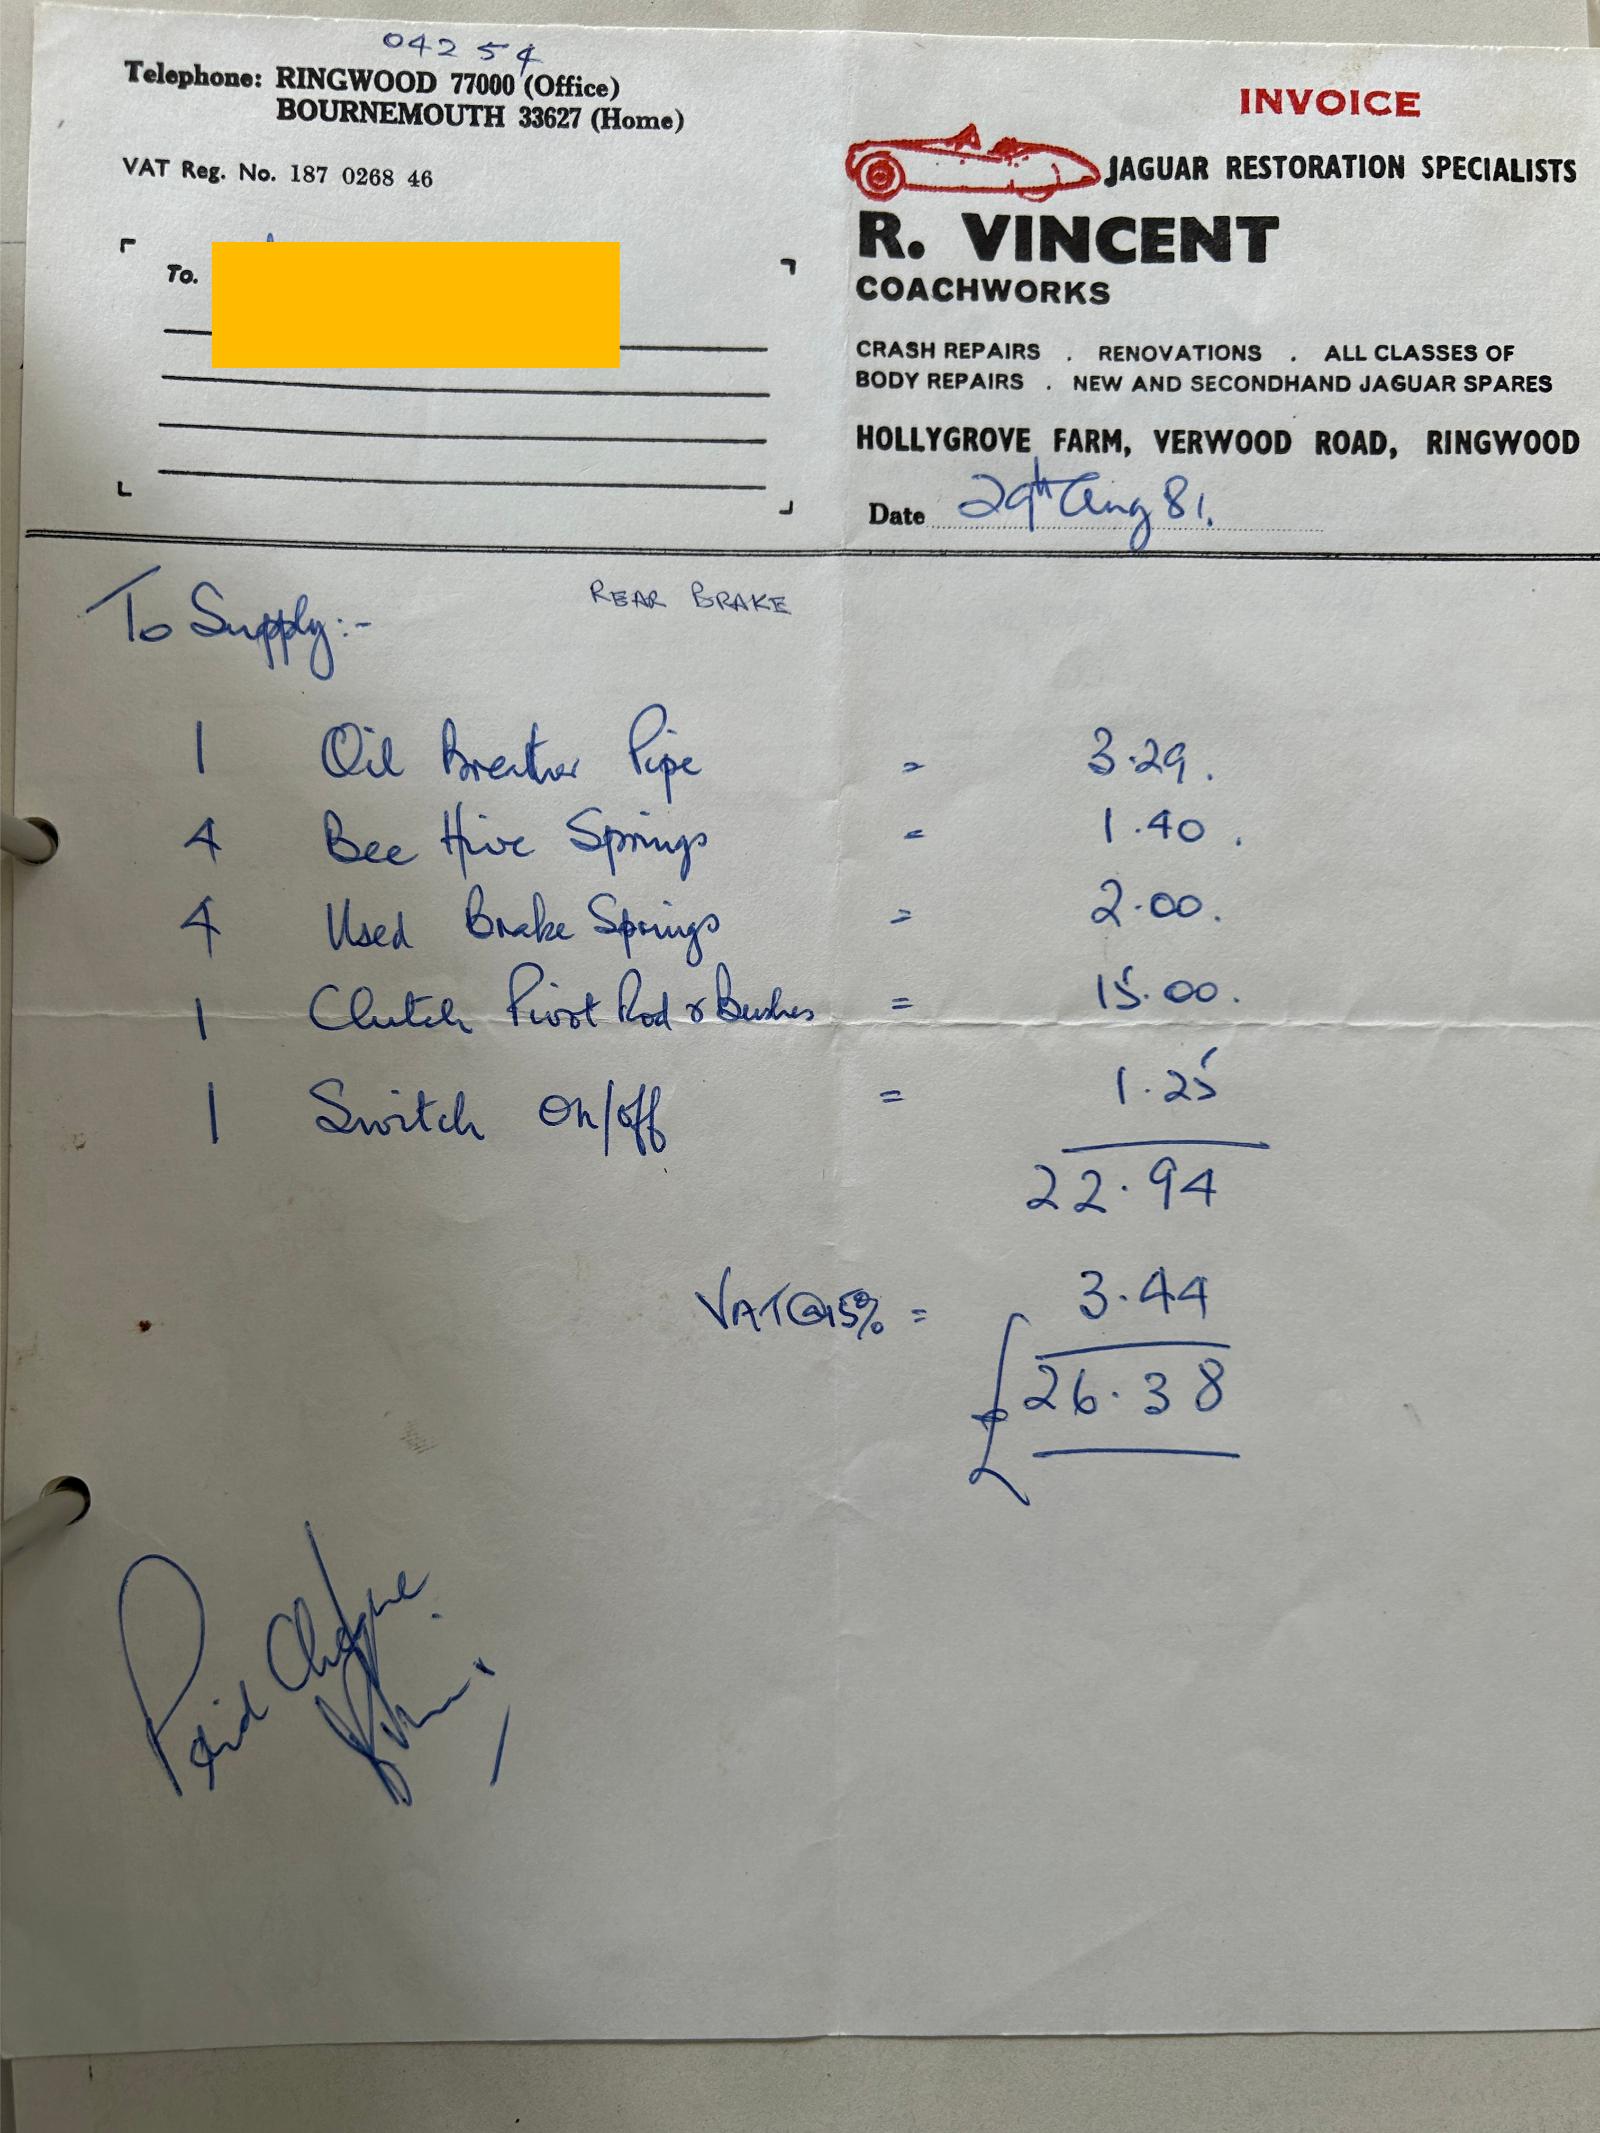 04254
Telephone: RINGWOOD 77000 (Office)
BOURNEMOUTH 33627 (Home)
VAT Reg. No. 187 0268 46
To.
INVOICE
JAGUAR RESTORATION SPECIALISTS
R. VINCENT
COACHWORKS
CRASH REPAIRS . RENOVATIONS . ALL CLASSES OF
BODY REPAIRS . NEW AND SECONDHAND JAGUAR SPARES
HOLLYGROVE FARM, VERWOOD ROAD, RINGWOOD
Date 29th Aug 81.
To Supply:- REAR BRAKE
1 Oil Breather Pipe = 3.29.
4 Bee Hive Springs = 1.40.
4 Used Brake Springs = 2.00.
1 Clutch Pivot Rod & Bushes = 15.00.
1 Switch On/off = 1.25
22.94
VAT@15% = 3.44
£26.38
Paid Cheque